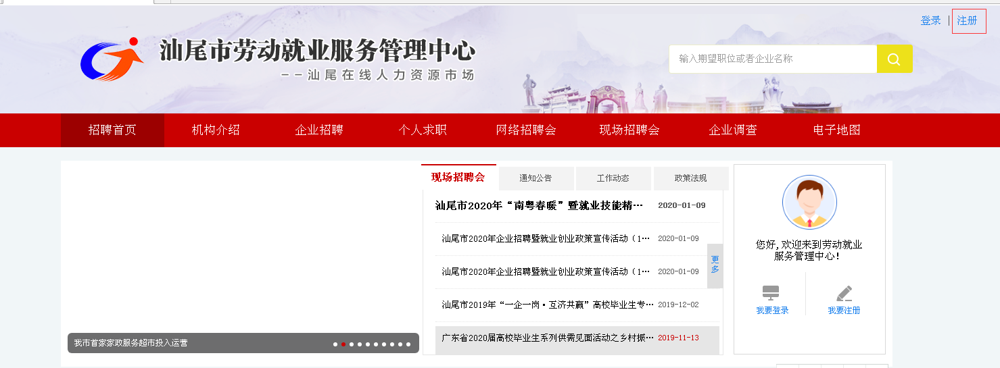 登录 | 注册
汕尾市劳动就业服务管理中心
--汕尾在线人力资源市场
输入期望职位或者企业名称
招聘首页 机构介绍 企业招聘 个人求职 网络招聘会 现场招聘会 企业调查 电子地图
现场招聘会 通知公告 工作动态 政策法规
汕尾市2020年“南粤春暖”暨就业技能精… 2020-01-09
汕尾市2020年企业招聘暨就业创业政策宣传活动（1… 2020-01-09
汕尾市2020年企业招聘暨就业创业政策宣传活动（1… 2020-01-09
汕尾市2019年“一企一岗·互济共赢”高校毕业生专… 2019-12-02
广东省2020届高校毕业生系列供需见面活动之乡村振… 2019-11-13
更多
我市首家家政服务超市投入运营
您好,欢迎来到劳动就业
服务管理中心!
我要登录 我要注册